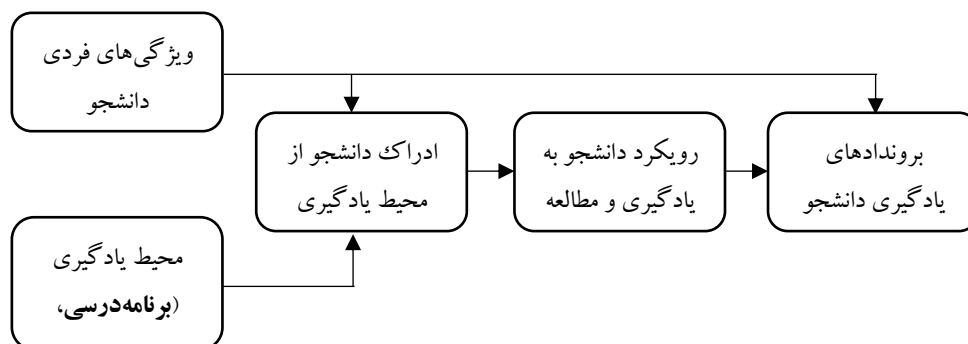 ویژگی‌های فردی
دانشجو
ادراك دانشجو از
محیط یادگیری
رویکرد دانشجو به
یادگیری و مطالعه
بروندادهای
یادگیری دانشجو
محیط یادگیری
(برنامه‌درسی،